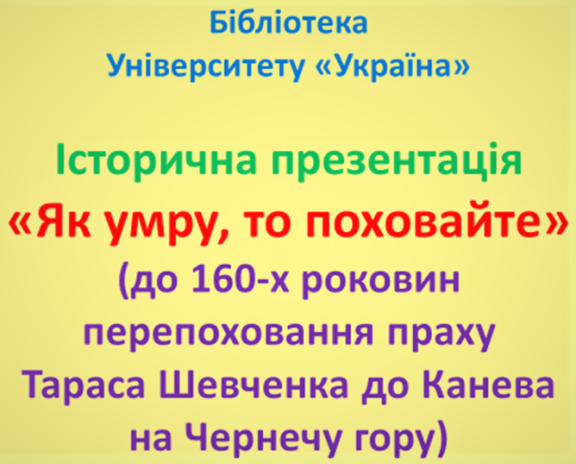 Бібліотека
Університету «Україна»
Історична презентація
«Як умру, то поховайте»
(до 160-х роковин
перепоховання праху
Тараса Шевченка до Канева
на Чернечу гору)